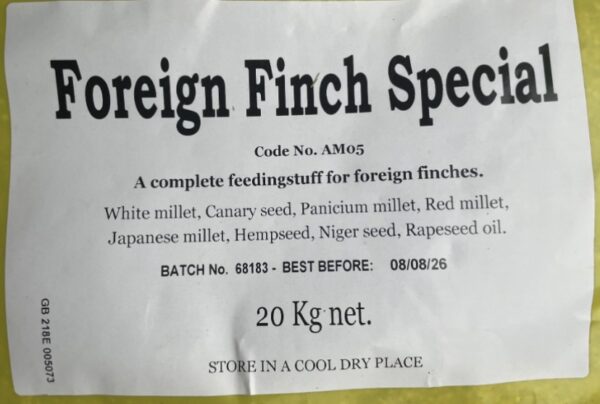 Foreign Finch Special
Code No. AM05
A complete feedingstuff for foreign finches.
White millet, Canary seed, Panicium millet, Red millet,
Japanese millet, Hempseed, Niger seed, Rapeseed oil.
BATCH No. 68183 - BEST BEFORE: 08/08/26
20 Kg net.
STORE IN A COOL DRY PLACE
GB 218E 005073